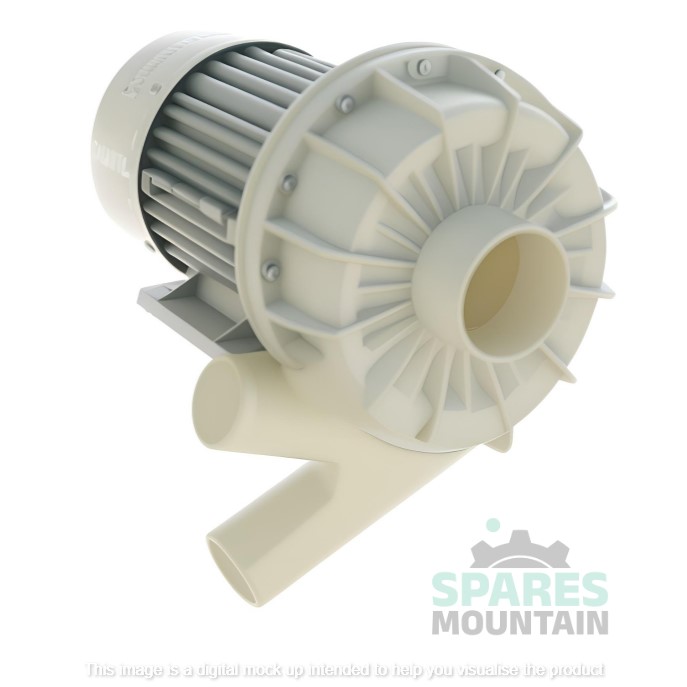 SPARES
MOUNTAIN
This image is a digital mock up intended to help you visualise the product